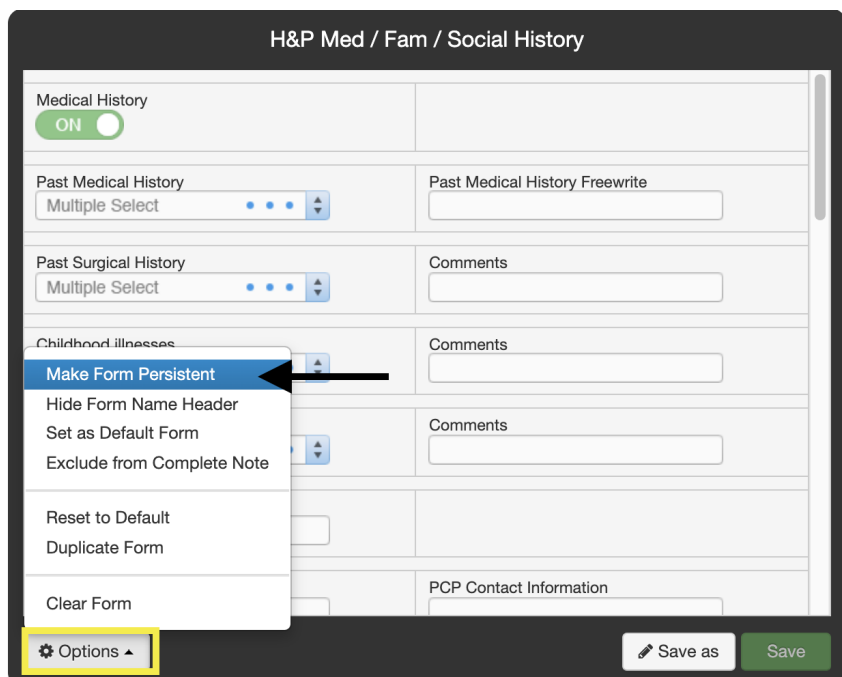 H&P Med / Fam / Social History
Medical History
ON
Past Medical History
Past Medical History Freewrite
Multiple Select
Past Surgical History
Comments
Multiple Select
Childhood illnesses
Comments
Make Form Persistent
Hide Form Name Header
Comments
Set as Default Form
Exclude from Complete Note
Reset to Default
Duplicate Form
PCP Contact Information
Clear Form
Options
Save as
Save